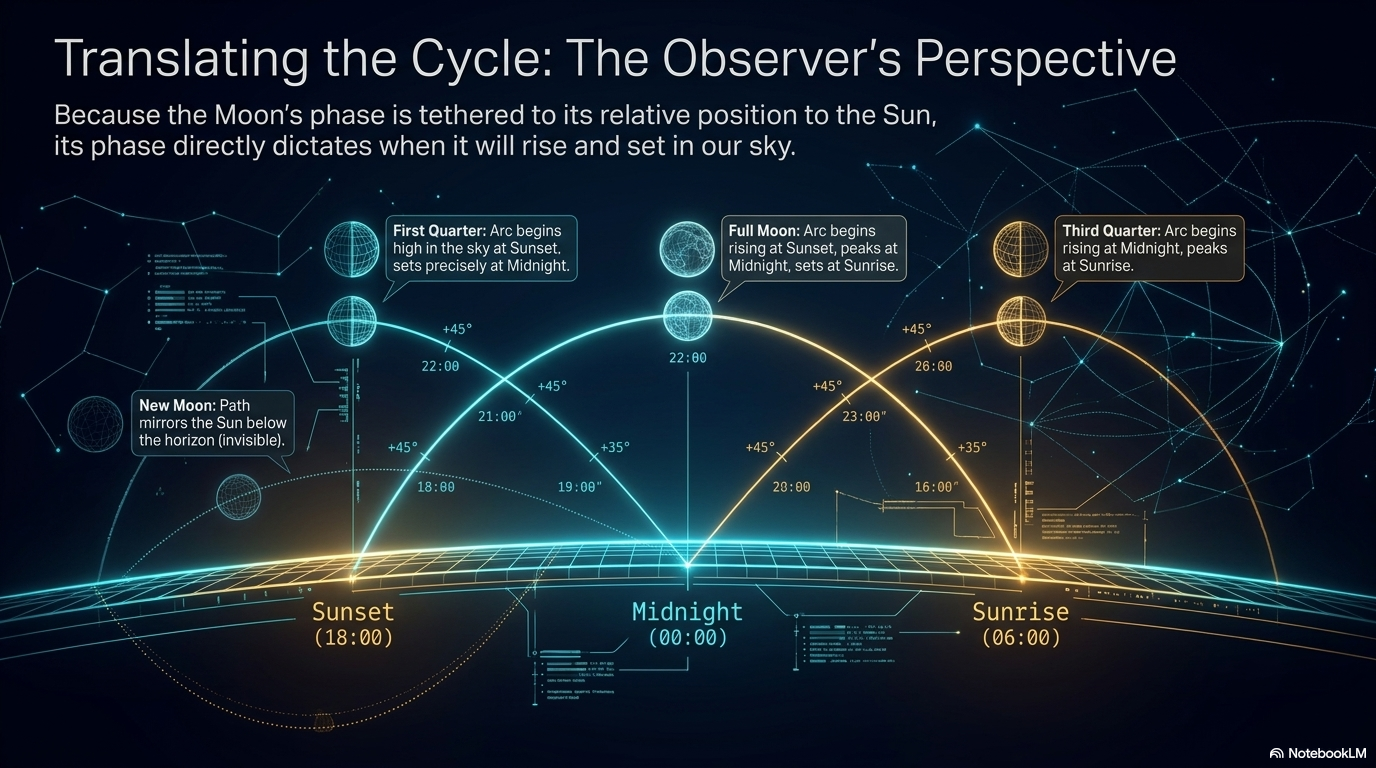 Translating the Cycle: The Observer's Perspective
Because the Moon's phase is tethered to its relative position to the Sun,
its phase directly dictates when it will rise and set in our sky.
First Quarter: Arc begins
high in the sky at Sunset,
sets precisely at Midnight.
Full Moon: Arc begins
rising at Sunset, peaks at
Midnight, sets at Sunrise.
Third Quarter: Arc begins
rising at Midnight, peaks
at Sunrise.
New Moon: Path
mirrors the Sun below
the horizon (invisible).
+45°
22:00
+45°
21:00
+45°
18:00
+35°
19:00
22:00
+45°
26:00
+45°
23:00
+45°
28:00
+35°
16:00
Sunset
(18:00)
Midnight
(00:00)
Sunrise
(06:00)
NotebookLM